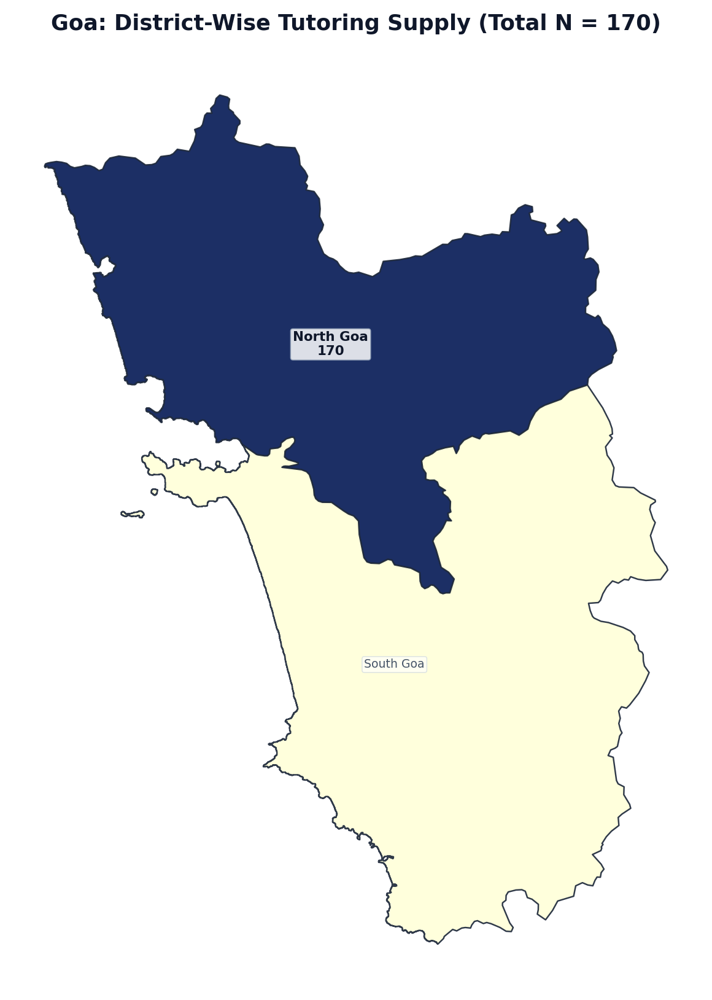 Goa: District-Wise Tutoring Supply (Total N = 170)
North Goa
170
South Goa